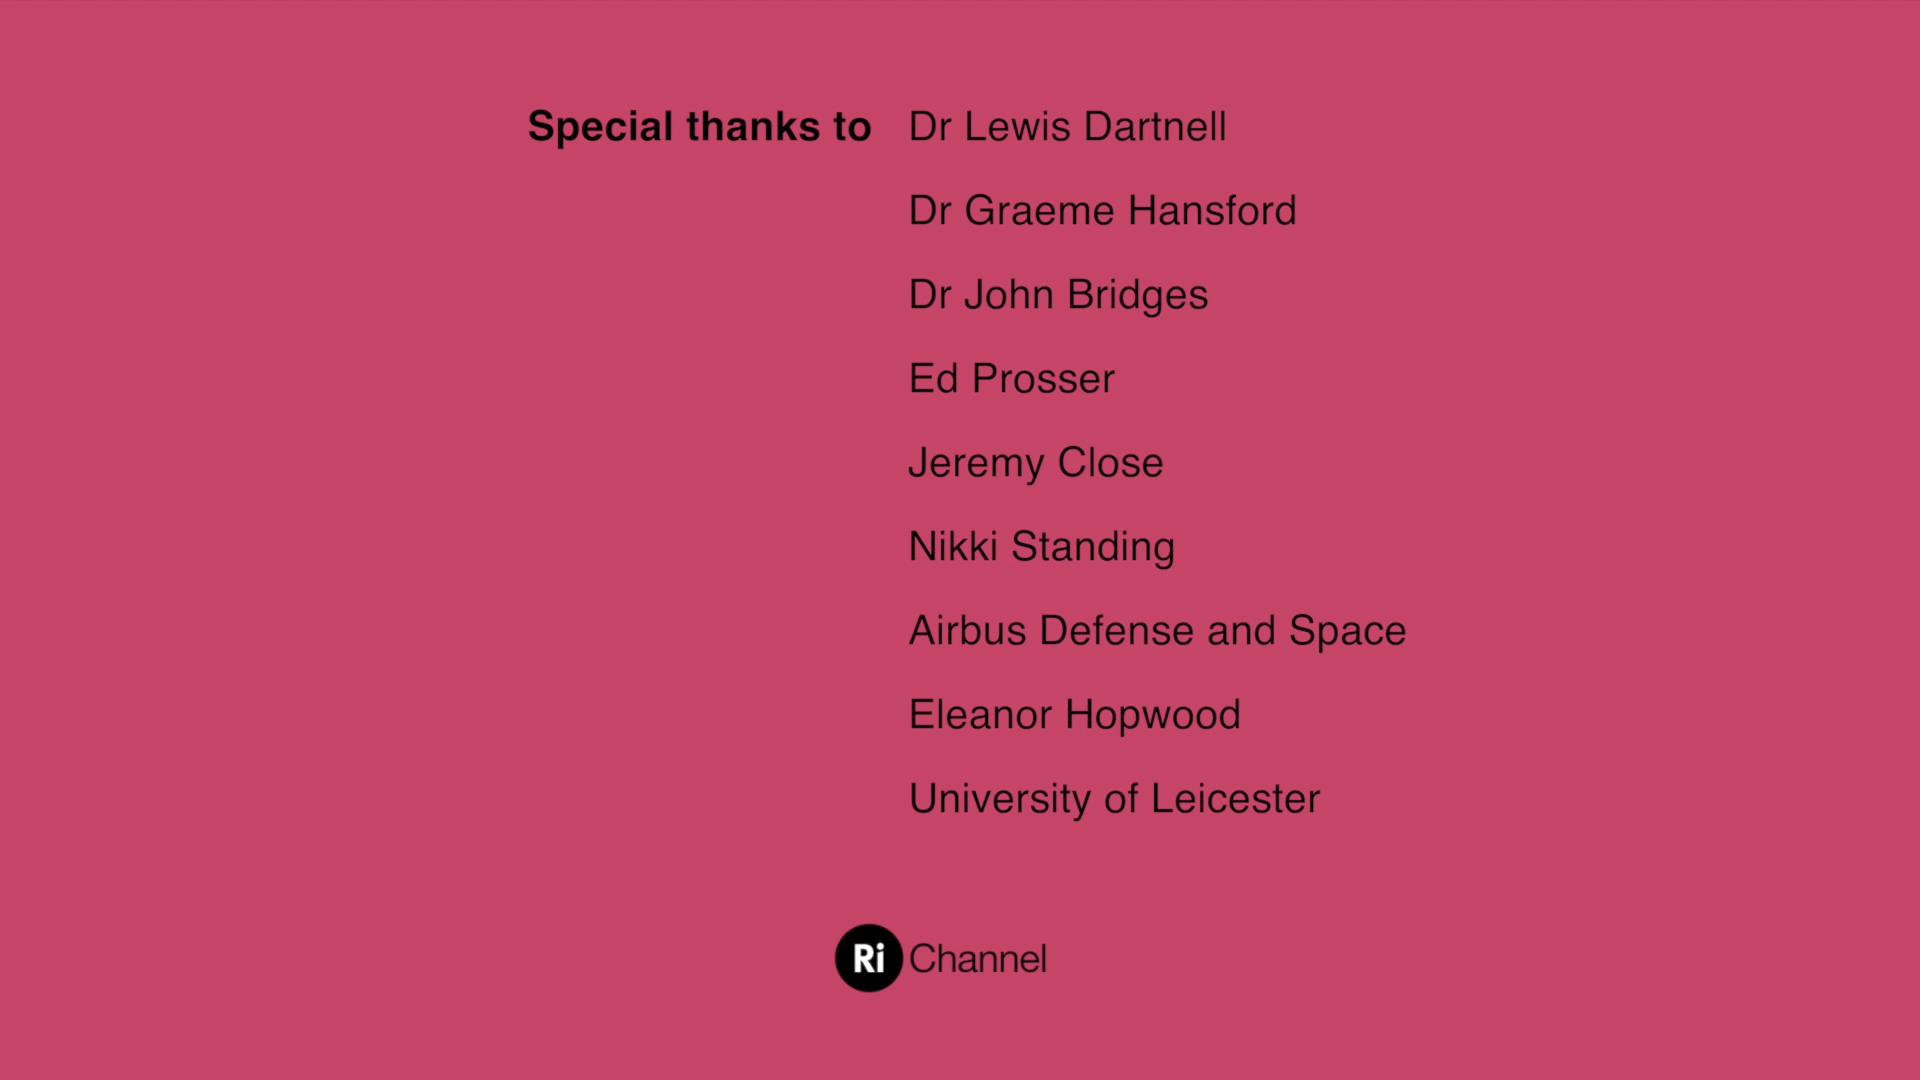 Special thanks to Dr Lewis Dartnell
Dr Graeme Hansford
Dr John Bridges
Ed Prosser
Jeremy Close
Nikki Standing
Airbus Defense and Space
Eleanor Hopwood
University of Leicester
Ri Channel